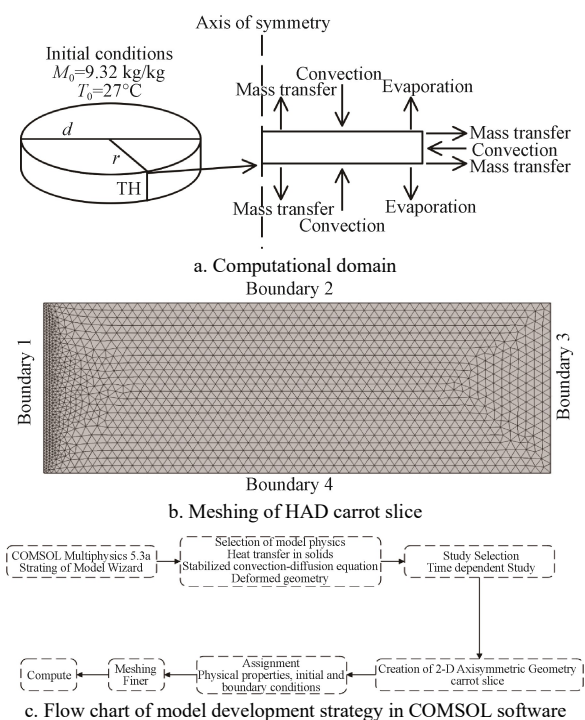 Axis of symmetry
Initial conditions
M0=9.32 kg/kg
T0=27°C
d
r
TH
Convection
Mass transfer
Evaporation
Mass transfer
Convection
Mass transfer
Mass transfer
Evaporation
Convection
a. Computational domain
Boundary 2
Boundary 1
Boundary 3
Boundary 4
b. Meshing of HAD carrot slice
COMSOL Multiphysics 5.3a
Strating of Model Wizard
Selection of model physics
Heat transfer in solids
Stabilized convection-diffusion equation
Deformed geometry
Study Selection
Time dependent Study
Creation of 2-D Axisymmetric Geometry
carrot slice
Assignment
Physical properties, initial and
boundary conditions
Meshing
Finer
Compute
c. Flow chart of model development strategy in COMSOL software